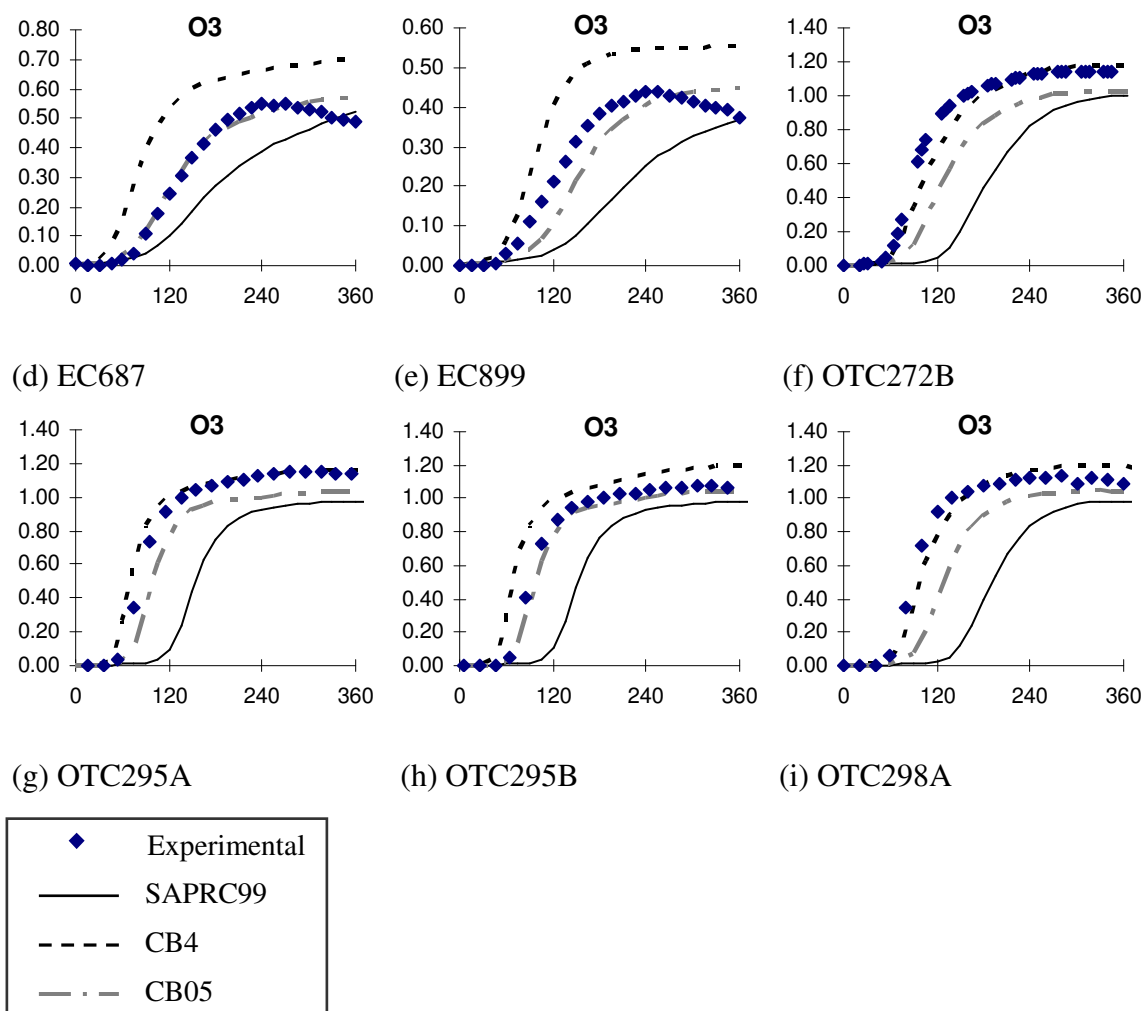 O3
0.80
0.70
0.60
0.50
0.40
0.30
0.20
0.10
0.00
0 120 240 360
O3
0.60
0.50
0.40
0.30
0.20
0.10
0.00
0 120 240 360
O3
1.40
1.20
1.00
0.80
0.60
0.40
0.20
0.00
0 120 240 360
(d) EC687
(e) EC899
(f) OTC272B
O3
1.40
1.20
1.00
0.80
0.60
0.40
0.20
0.00
0 120 240 360
O3
1.40
1.20
1.00
0.80
0.60
0.40
0.20
0.00
0 120 240 360
O3
1.40
1.20
1.00
0.80
0.60
0.40
0.20
0.00
0 120 240 360
(g) OTC295A
(h) OTC295B
(i) OTC298A
Experimental
SAPRC99
CB4
CB05